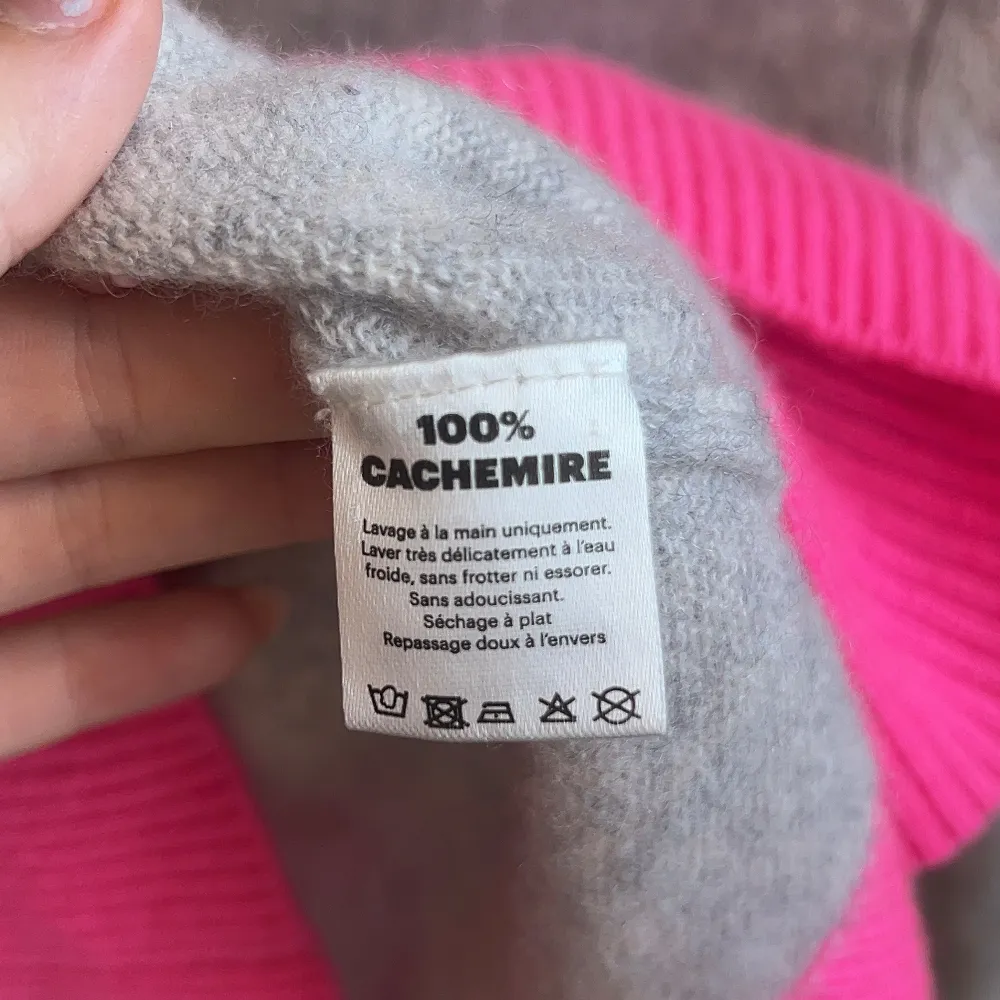 100%
CACHEMIRE
Lavage à la main uniquement.
Laver très délicatement à l'eau
froide, sans frotter ni essorer.
Sans adoucissant.
Séchage à plat
Repassage doux à l'envers